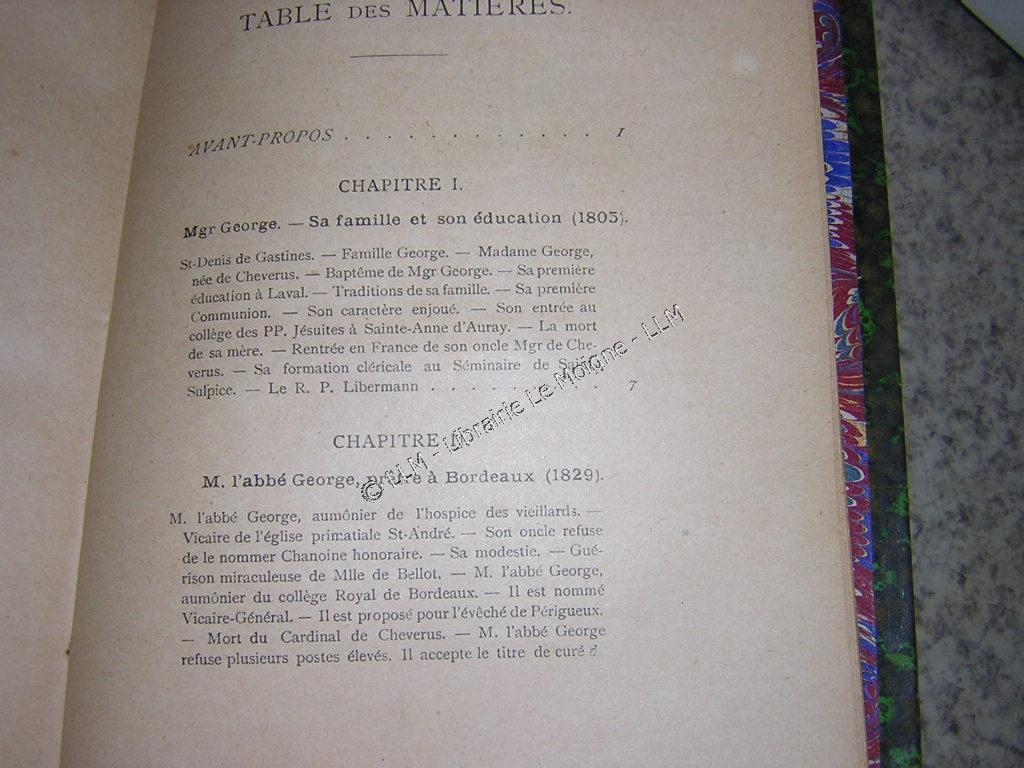 TABLE DES MATIÈRES.
AVANT-PROPOS . . . . . . . . . . . . I
CHAPITRE I.
Mgr George. — Sa famille et son éducation (1805).
St-Denis de Gastines. — Famille George. — Madame George,
née de Cheverus. — Baptême de Mgr George. — Sa première
éducation à Laval. — Traditions de sa famille. — Sa première
Communion. — Son caractère enjoué. — Son entrée au
collège des PP. Jésuites à Sainte-Anne d'Auray. — La mort
de sa mère. — Rentrée en France de son oncle Mgr de Che-
verus. — Sa formation cléricale au Séminaire de Saint-
Sulpice. — Le R. P. Libermann . . . . . . . . . 7
CHAPITRE
M. l'abbé George, prêtre à Bordeaux (1829).
M. l'abbé George, aumônier de l'hospice des vieillards. —
Vicaire de l'église primatiale St-André. — Son oncle refuse
de le nommer Chanoine honoraire. — Sa modestie. — Gué-
rison miraculeuse de Mlle de Bellot. — M. l'abbé George,
aumônier du collège Royal de Bordeaux. — Il est nommé
Vicaire-Général. — Il est proposé pour l'évêché de Périgueux.
— Mort du Cardinal de Cheverus. — M. l'abbé George
refuse plusieurs postes élevés. Il accepte le titre de curé
© LLM - Librairie Le Moigne - LLM